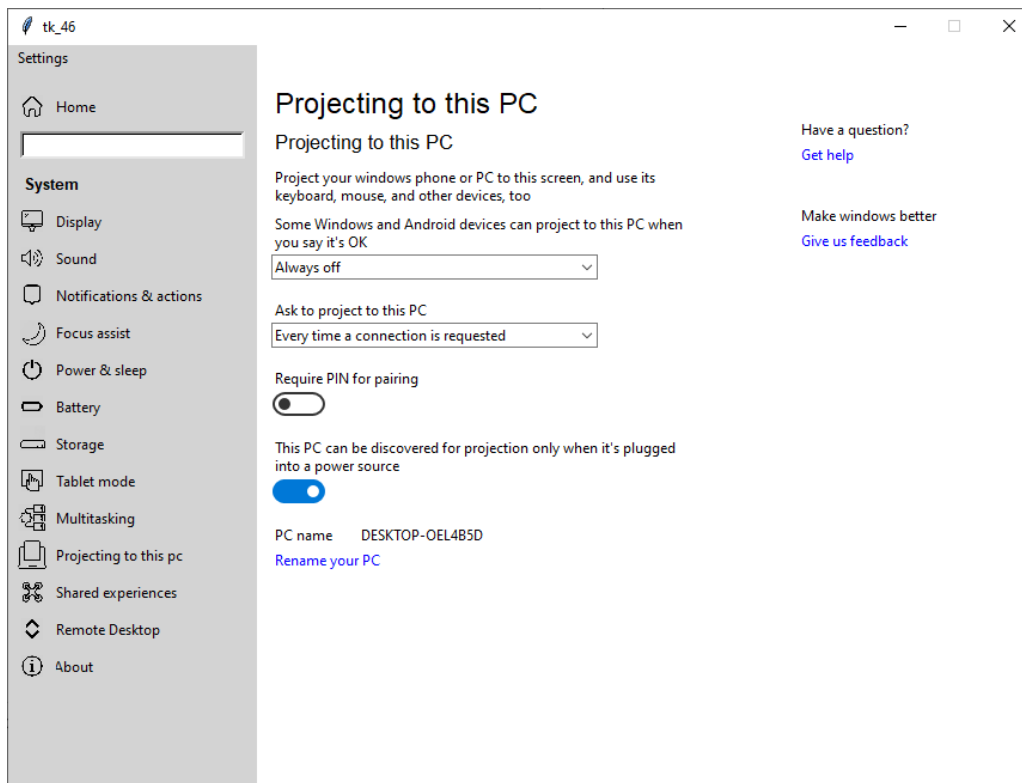 tk_46
Settings
Home
System
Display
Sound
Notifications & actions
Focus assist
Power & sleep
Battery
Storage
Tablet mode
Multitasking
Projecting to this pc
Shared experiences
Remote Desktop
About
Projecting to this PC
Projecting to this PC
Project your windows phone or PC to this screen, and use its
keyboard, mouse, and other devices, too
Some Windows and Android devices can project to this PC when
you say it's OK
Always off
Ask to project to this PC
Every time a connection is requested
Require PIN for pairing
This PC can be discovered for projection only when it's plugged
into a power source
PC name DESKTOP-OEL4B5D
Rename your PC
Have a question?
Get help
Make windows better
Give us feedback